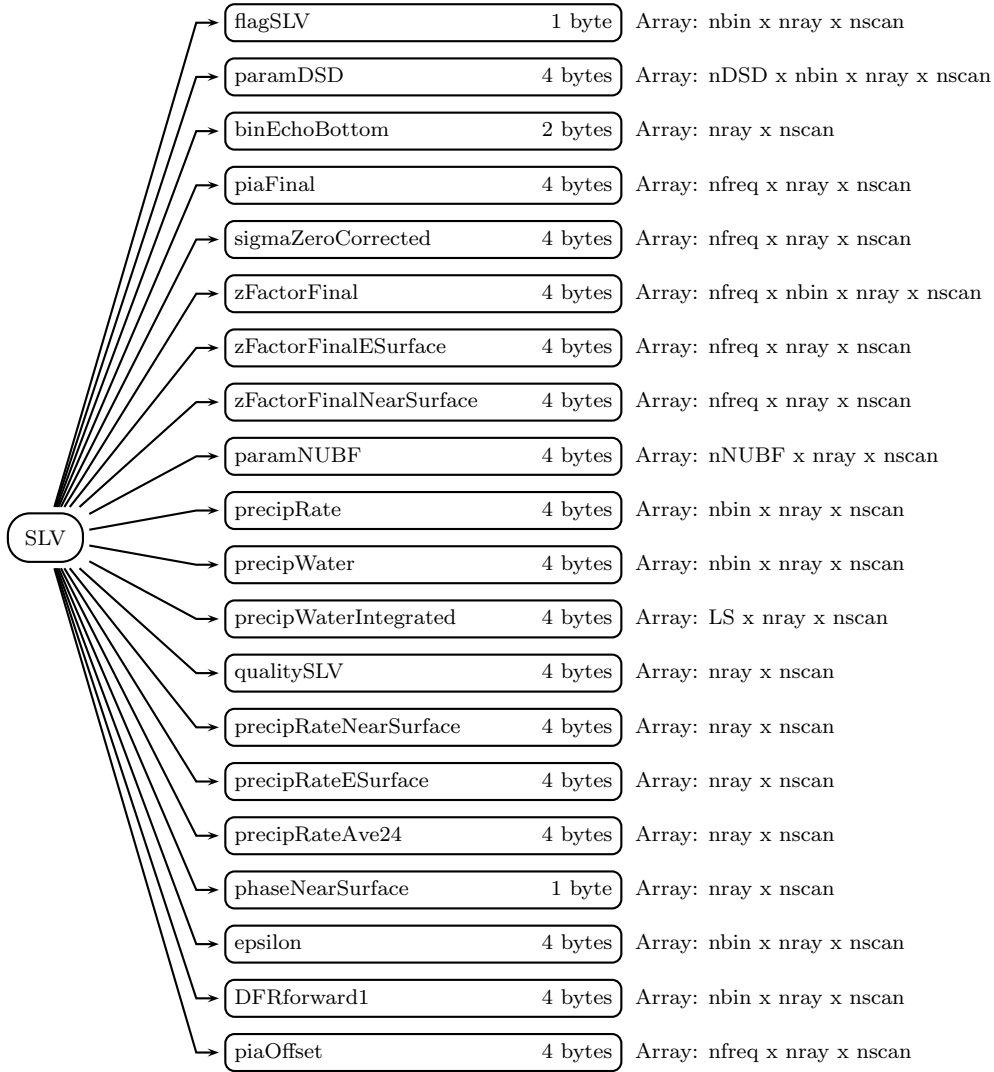 flagSLV 1 byte Array: nbin x nray x nscan
paramDSD 4 bytes Array: nDSD x nbin x nray x nscan
binEchoBottom 2 bytes Array: nray x nscan
piaFinal 4 bytes Array: nfreq x nray x nscan
sigmaZeroCorrected 4 bytes Array: nfreq x nray x nscan
zFactorFinal 4 bytes Array: nfreq x nbin x nray x nscan
zFactorFinalESurface 4 bytes Array: nfreq x nray x nscan
zFactorFinalNearSurface 4 bytes Array: nfreq x nray x nscan
paramNUBF 4 bytes Array: nNUBF x nray x nscan
precipRate 4 bytes Array: nbin x nray x nscan
SLV
precipWater 4 bytes Array: nbin x nray x nscan
precipWaterIntegrated 4 bytes Array: LS x nray x nscan
qualitySLV 4 bytes Array: nray x nscan
precipRateNearSurface 4 bytes Array: nray x nscan
precipRateESurface 4 bytes Array: nray x nscan
precipRateAve24 4 bytes Array: nray x nscan
phaseNearSurface 1 byte Array: nray x nscan
epsilon 4 bytes Array: nbin x nray x nscan
DFRforward1 4 bytes Array: nbin x nray x nscan
piaOffset 4 bytes Array: nfreq x nray x nscan